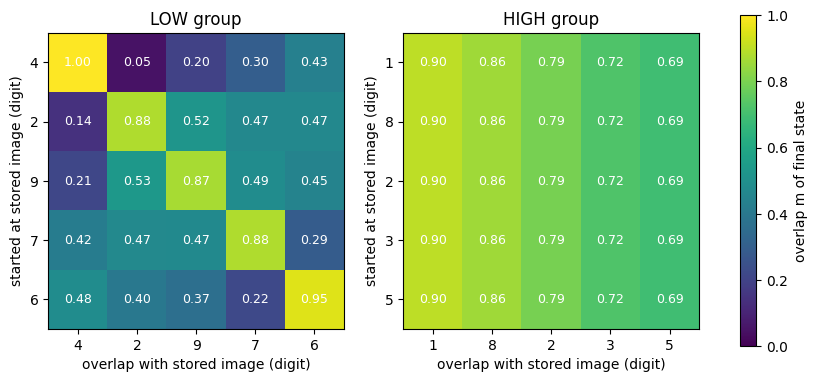 LOW group
HIGH group
started at stored image (digit)
4 1.00 0.05 0.20 0.30 0.43
2 0.14 0.88 0.52 0.47 0.47
9 0.21 0.53 0.87 0.49 0.45
7 0.42 0.47 0.47 0.88 0.29
6 0.48 0.40 0.37 0.22 0.95
4 2 9 7 6
overlap with stored image (digit)
started at stored image (digit)
1 0.90 0.86 0.79 0.72 0.69
8 0.90 0.86 0.79 0.72 0.69
2 0.90 0.86 0.79 0.72 0.69
3 0.90 0.86 0.79 0.72 0.69
5 0.90 0.86 0.79 0.72 0.69
1 8 2 3 5
overlap with stored image (digit)
1.0
0.8
0.6
0.4
0.2
0.0
overlap m of final state